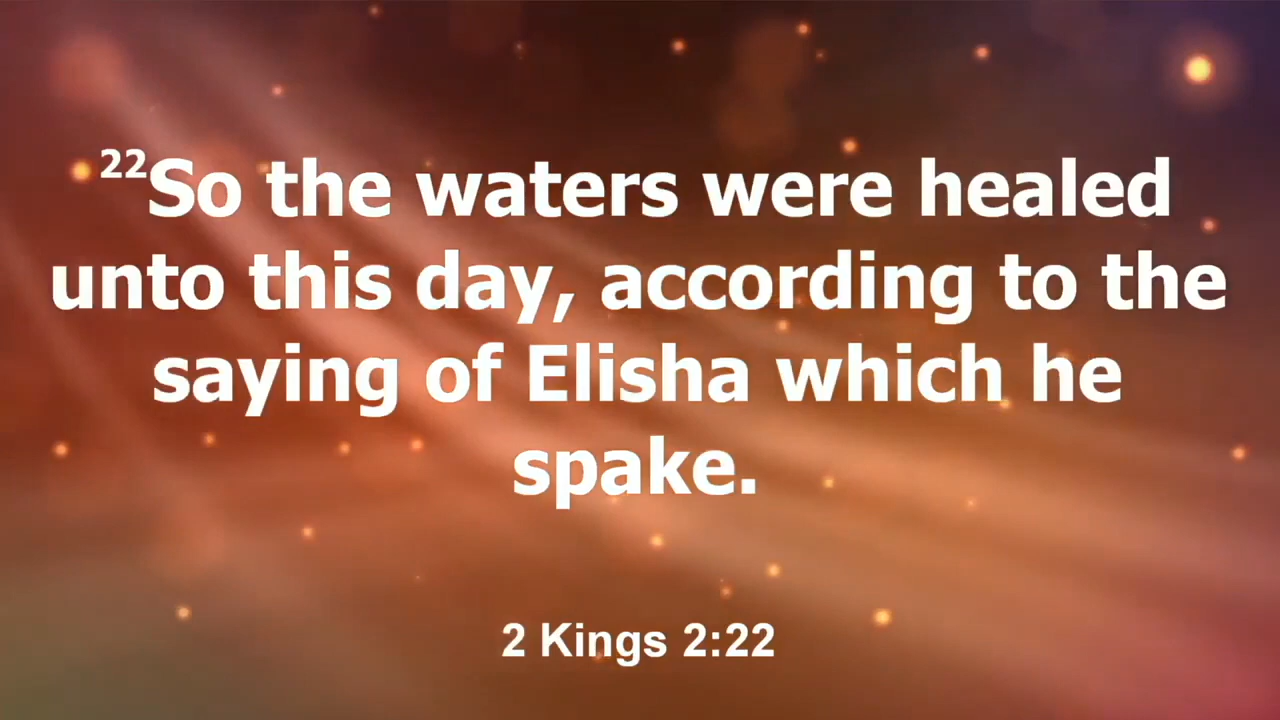 ²²So the waters were healed
unto this day, according to the
saying of Elisha which he
spake.
2 Kings 2:22